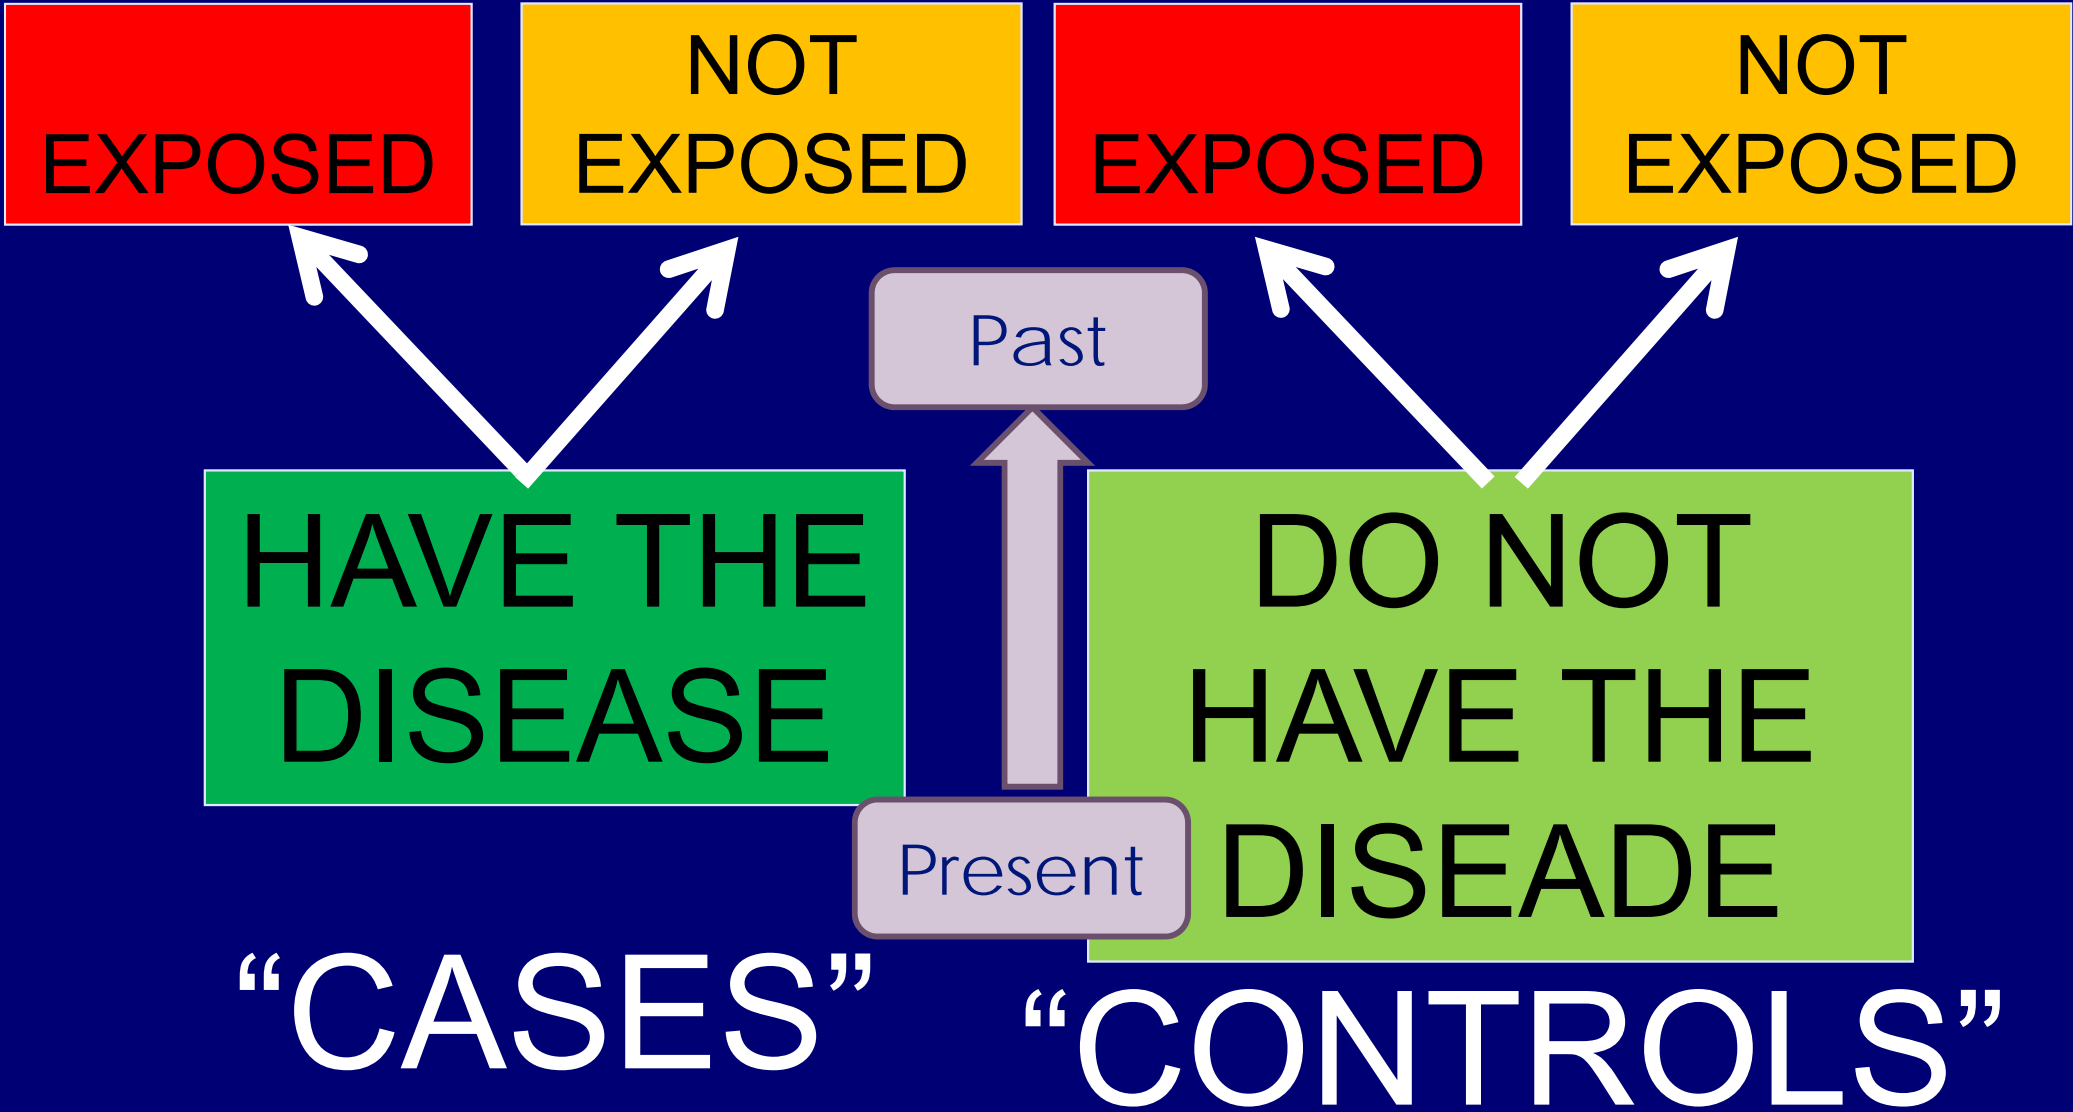 EXPOSED
NOT
EXPOSED
EXPOSED
NOT
EXPOSED
Past
HAVE THE
DISEASE
DO NOT
HAVE THE
DISEADE
Present
“CASES”
“CONTROLS”